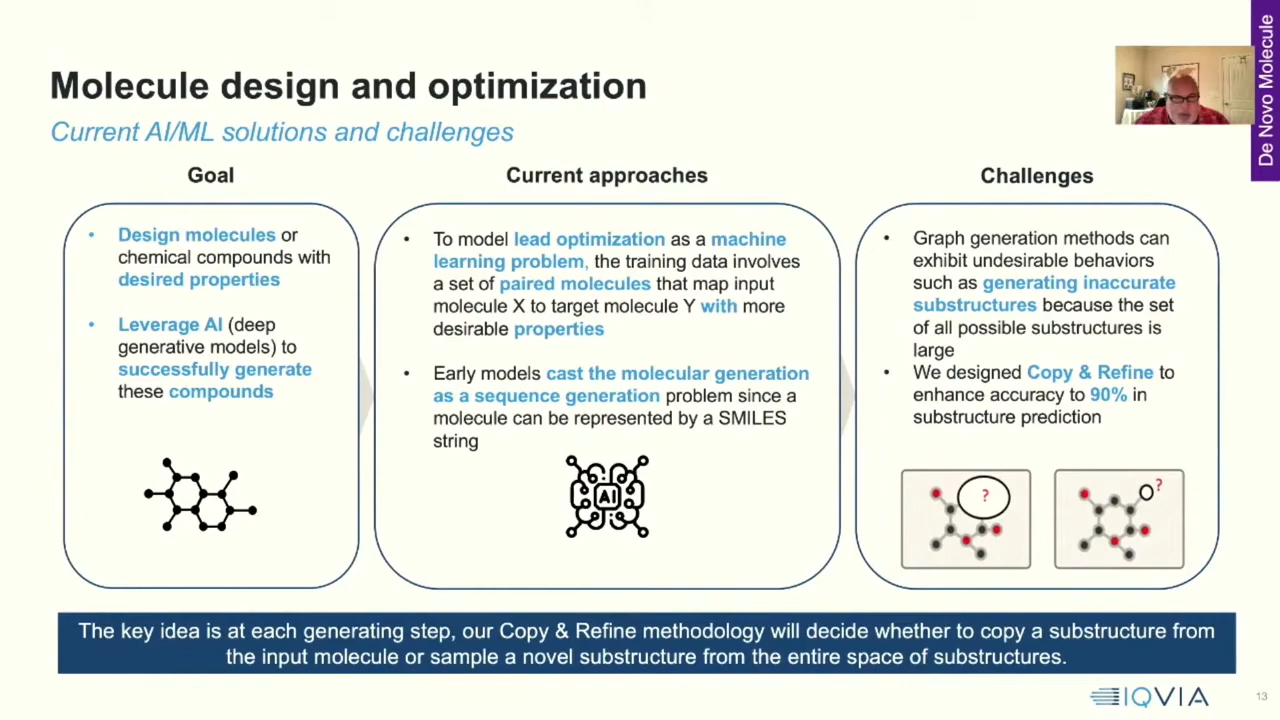 Molecule design and optimization
Current AI/ML solutions and challenges
De Novo Molecule
Goal
• Design molecules or
chemical compounds with
desired properties
• Leverage AI (deep
generative models) to
successfully generate
these compounds
Current approaches
• To model lead optimization as a machine
learning problem, the training data involves
a set of paired molecules that map input
molecule X to target molecule Y with more
desirable properties
• Early models cast the molecular generation
as a sequence generation problem since a
molecule can be represented by a SMILES
string
AI
Challenges
• Graph generation methods can
exhibit undesirable behaviors
such as generating inaccurate
substructures because the set
of all possible substructures is
large
• We designed Copy & Refine to
enhance accuracy to 90% in
substructure prediction
?
?
The key idea is at each generating step, our Copy & Refine methodology will decide whether to copy a substructure from
the input molecule or sample a novel substructure from the entire space of substructures.
IQVIA
13